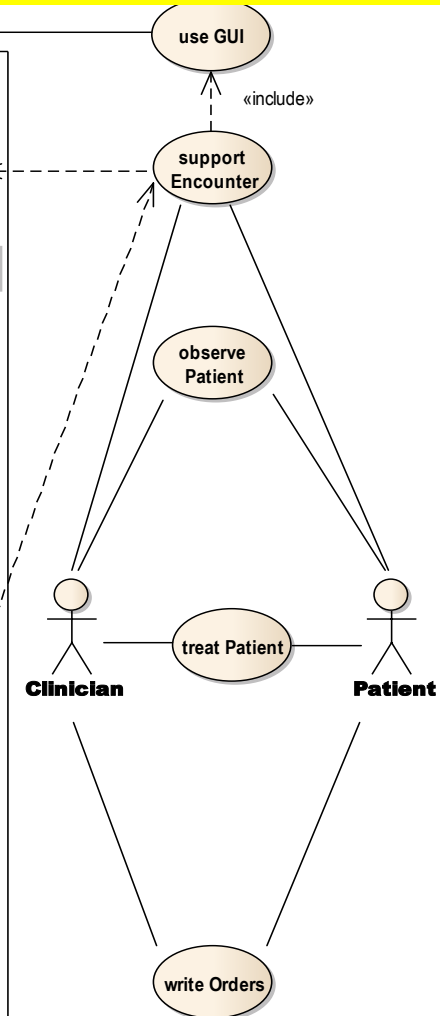 use GUI
«include»
support
Encounter
observe
Patient
treat Patient
Clinician
Patient
write Orders